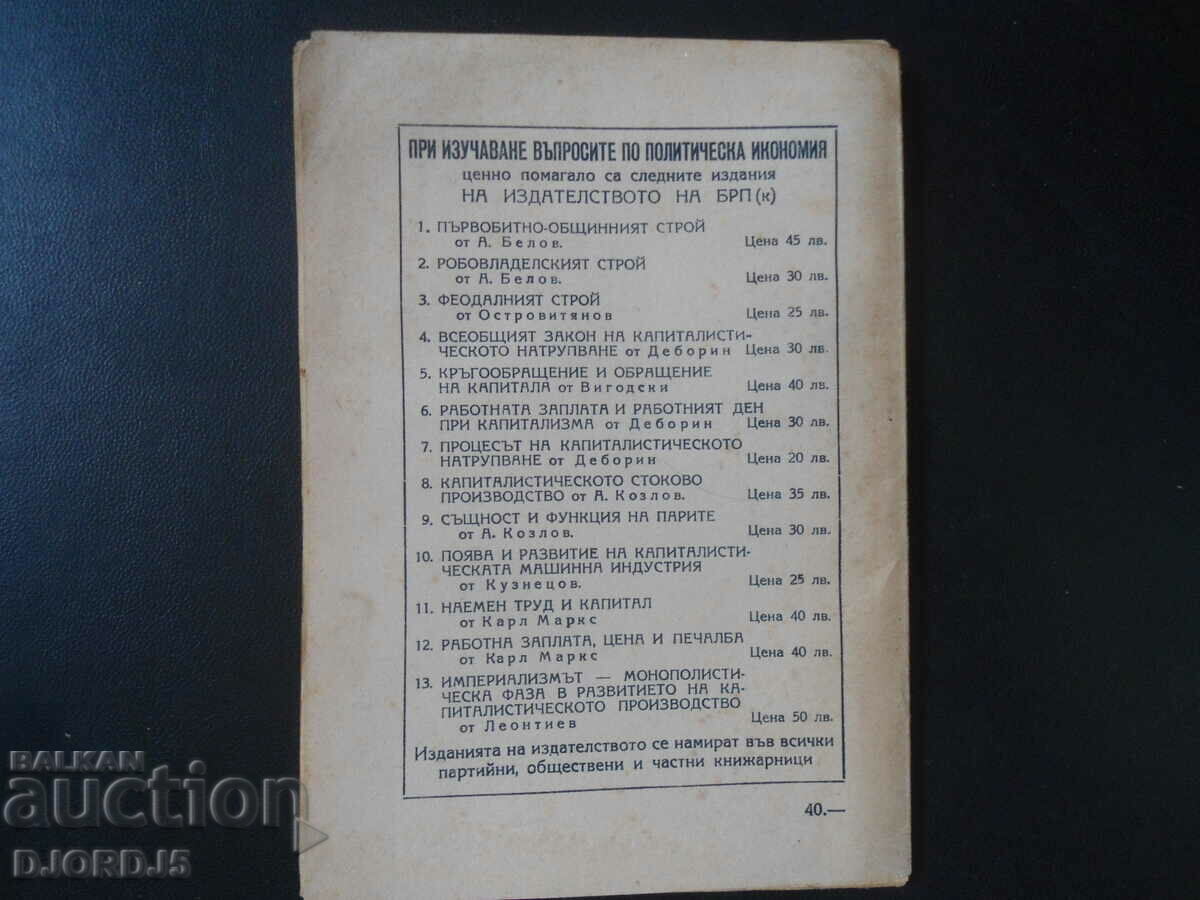 ПРИ ИЗУЧАВАНЕ ВЪПРОСИТЕ ПО ПОЛИТИЧЕСКА ИКОНОМИЯ
ценно помагало са следните издания
НА ИЗДАТЕЛСТВОТО НА БРП (к)
1. ПЪРВОБИТНО-ОБЩИННИЯТ СТРОЙ
от А. Белов. Цена 45 лв.
2. РОБОВЛАДЕЛСКИЯТ СТРОЙ
от А. Белов. Цена 30 лв.
3. ФЕОДАЛНИЯТ СТРОЙ
от Островитянов Цена 25 лв.
4. ВСЕОБЩИЯТ ЗАКОН НА КАПИТАЛИСТИ-
ЧЕСКОТО НАТРУПВАНЕ от Деборин Цена 30 лв.
5. КРЪГООБРАЩЕНИЕ И ОБРАЩЕНИЕ
НА КАПИТАЛА от Вигодски Цена 40 лв.
6. РАБОТНАТА ЗАПЛАТА И РАБОТНИЯТ ДЕН
ПРИ КАПИТАЛИЗМА от Деборин Цена 30 лв.
7. ПРОЦЕСЪТ НА КАПИТАЛИСТИЧЕСКОТО
НАТРУПВАНЕ от Деборин Цена 20 лв.
8. КАПИТАЛИСТИЧЕСКОТО СТОКОВО
ПРОИЗВОДСТВО от А. Козлов. Цена 35 лв.
9. СЪЩНОСТ И ФУНКЦИЯ НА ПАРИТЕ
от А. Козлов. Цена 30 лв.
10. ПОЯВА И РАЗВИТИЕ НА КАПИТАЛИСТИ-
ЧЕСКАТА МАШИННА ИНДУСТРИЯ
от Кузнецов. Цена 25 лв.
11. НАЕМЕН ТРУД И КАПИТАЛ
от Карл Маркс Цена 40 лв.
12. РАБОТНА ЗАПЛАТА, ЦЕНА И ПЕЧАЛБА
от Карл Маркс Цена 40 лв.
13. ИМПЕРИАЛИЗМЪТ — МОНОПОЛИСТИ-
ЧЕСКА ФАЗА В РАЗВИТИЕТО НА КА-
ПИТАЛИСТИЧЕСКОТО ПРОИЗВОДСТВО
от Леонтиев Цена 50 лв.
Изданията на издателството се намират във всички
партийни, обществени и частни книжарници
40.—
BALKAN
auction
DJORDJ5